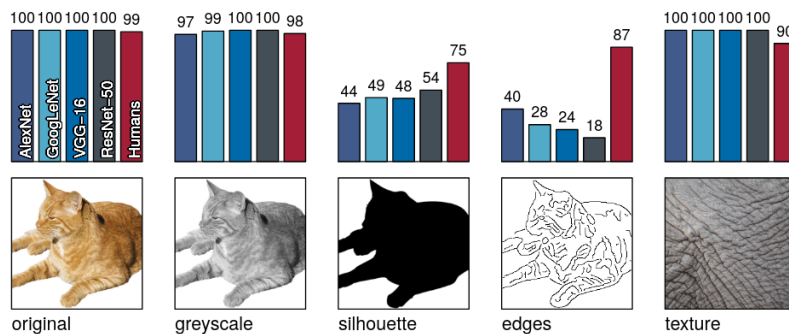 100 100 100 100 99
97 99 100 100 98
44 49 48 54 75
40 28 24 18 87
100 100 100 100 90
AlexNet
GoogLeNet
VGG-16
ResNet-50
Humans
original
greyscale
silhouette
edges
texture